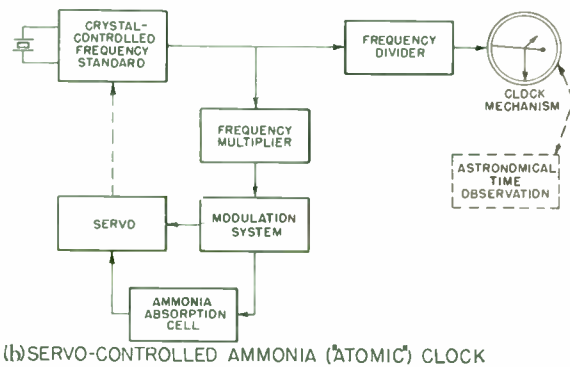 CRYSTAL-
CONTROLLED
FREQUENCY
STANDARD
FREQUENCY
DIVIDER
CLOCK
MECHANISM
FREQUENCY
MULTIPLIER
ASTRONOMICAL
TIME
OBSERVATION
SERVO
MODULATION
SYSTEM
AMMONIA
ABSORPTION
CELL
(b) SERVO-CONTROLLED AMMONIA ("ATOMIC") CLOCK